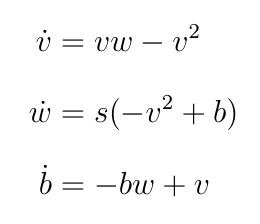 v̇ = vw − v²
ẇ = s(−v² + b)
ḃ = −bw + v